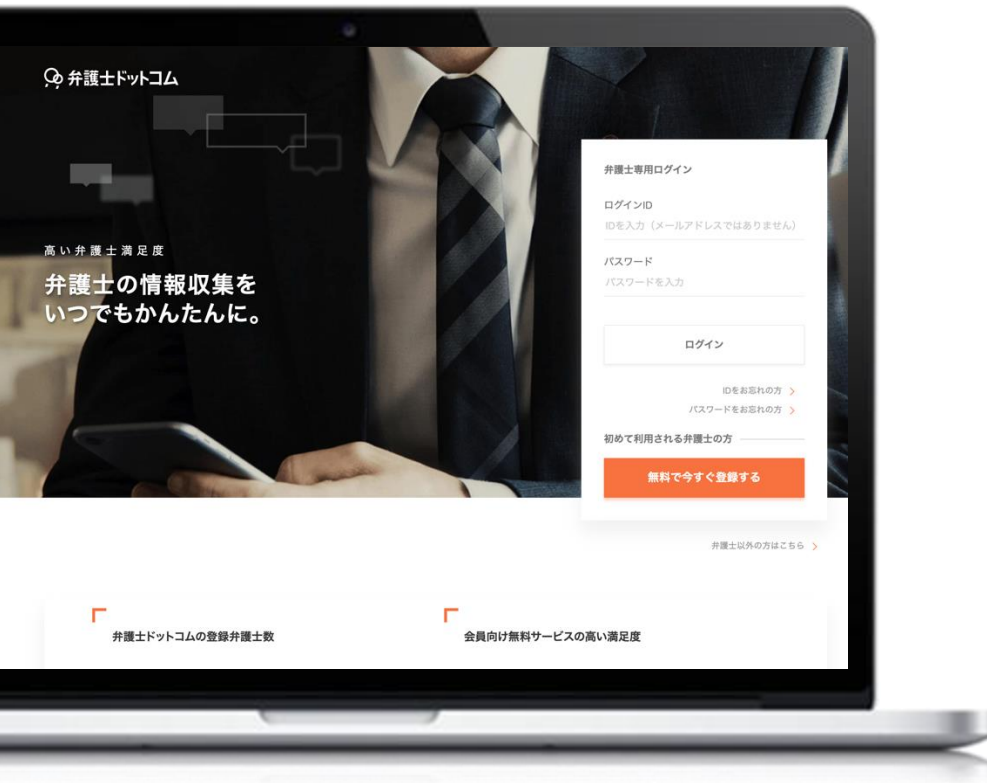 弁護士ドットコム
高い弁護士満足度
弁護士の情報収集を
いつでもかんたんに。
弁護士専用ログイン
ログインID
IDを入力（メールアドレスではありません）
パスワード
パスワードを入力
ログイン
IDをお忘れの方
パスワードをお忘れの方
初めて利用される弁護士の方
無料で今すぐ登録する
弁護士以外の方はこちら
弁護士ドットコムの登録弁護士数
会員向け無料サービスの高い満足度